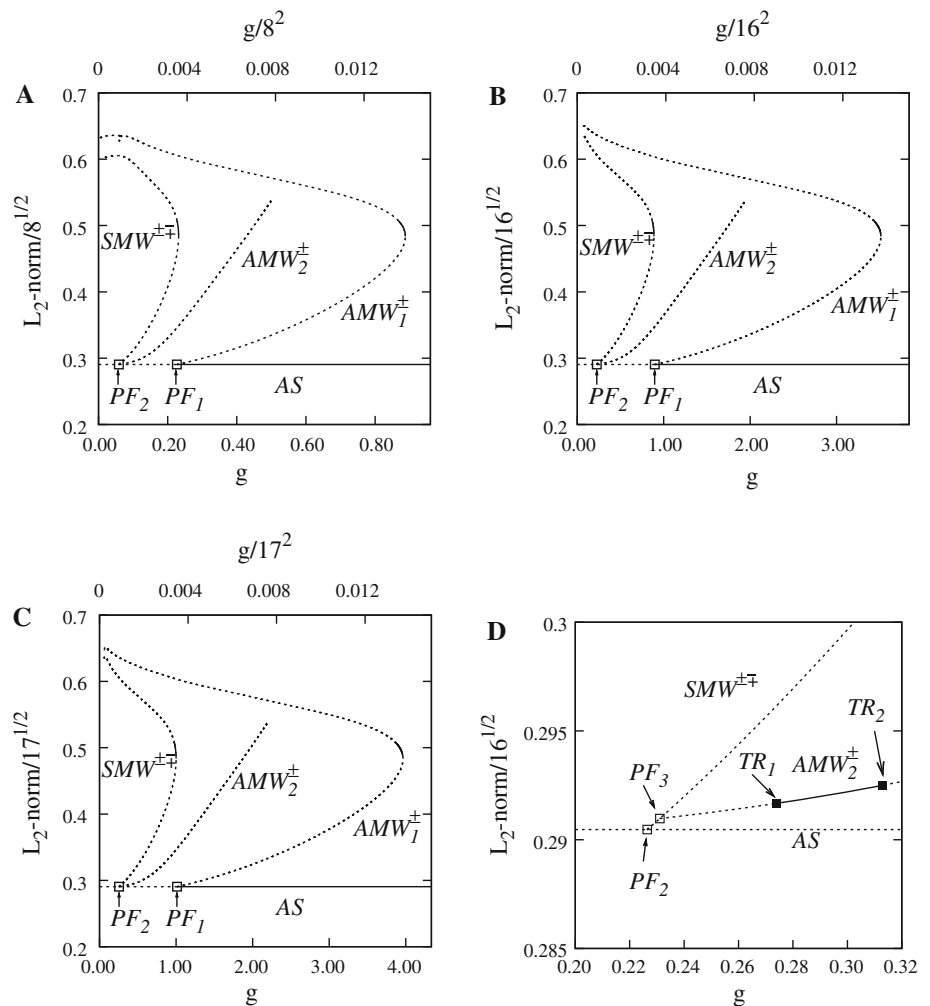 g/8²
0 0.004 0.008 0.012
A
0.7
0.6
0.5
0.4
0.3
0.2
L₂-norm/8^{1/2}
SMW^{±∓}
AMW₂^±
AMW₁^±
AS
PF₂
PF₁
0.00 0.20 0.40 0.60 0.80
g
g/16²
0 0.004 0.008 0.012
B
0.7
0.6
0.5
0.4
0.3
0.2
L₂-norm/16^{1/2}
SMW^{±∓}
AMW₂^±
AMW₁^±
AS
PF₂
PF₁
0.00 1.00 2.00 3.00
g
g/17²
0 0.004 0.008 0.012
C
0.7
0.6
0.5
0.4
0.3
0.2
L₂-norm/17^{1/2}
SMW^{±∓}
AMW₂^±
AMW₁^±
AS
PF₂
PF₁
0.00 1.00 2.00 3.00 4.00
g
D
0.3
0.295
0.29
0.285
L₂-norm/16^{1/2}
SMW^{±∓}
TR₂
TR₁
AMW₂^±
PF₃
AS
PF₂
0.20 0.22 0.24 0.26 0.28 0.30 0.32
g